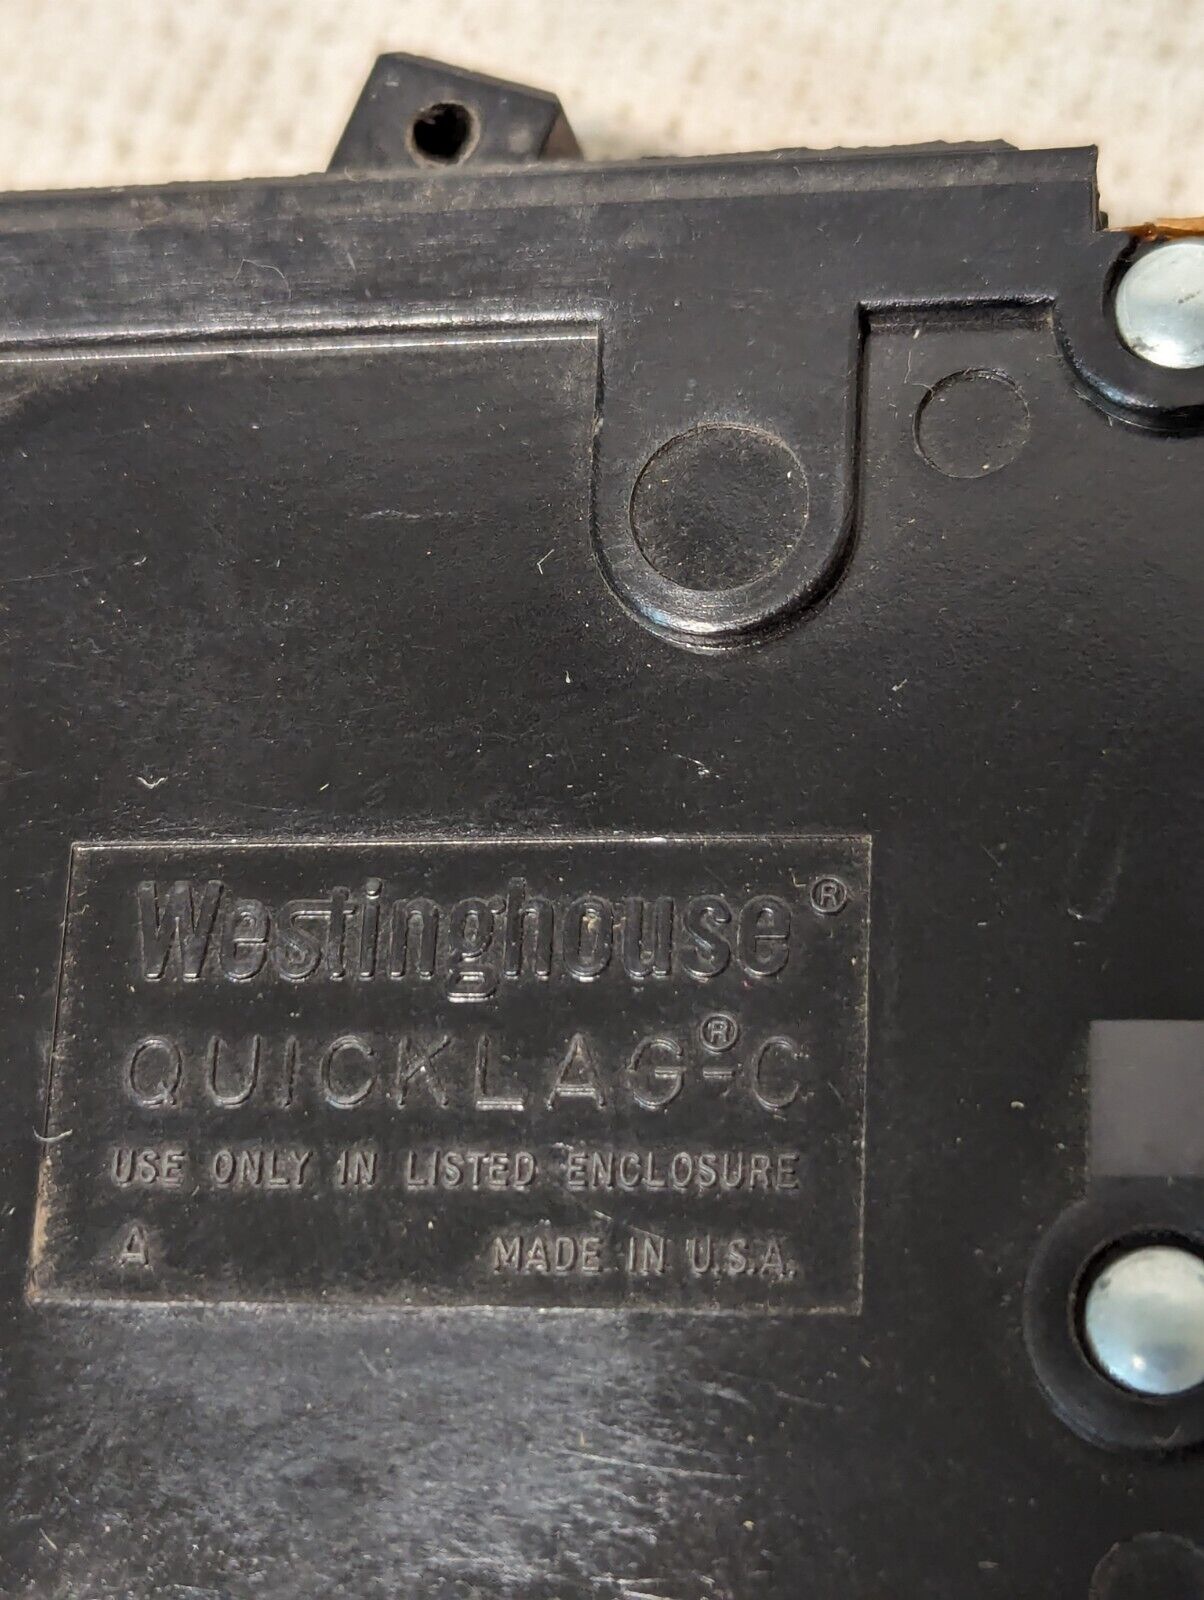 Westinghouse®
QUICKLAG®-C
USE ONLY IN LISTED ENCLOSURE
A MADE IN U.S.A.